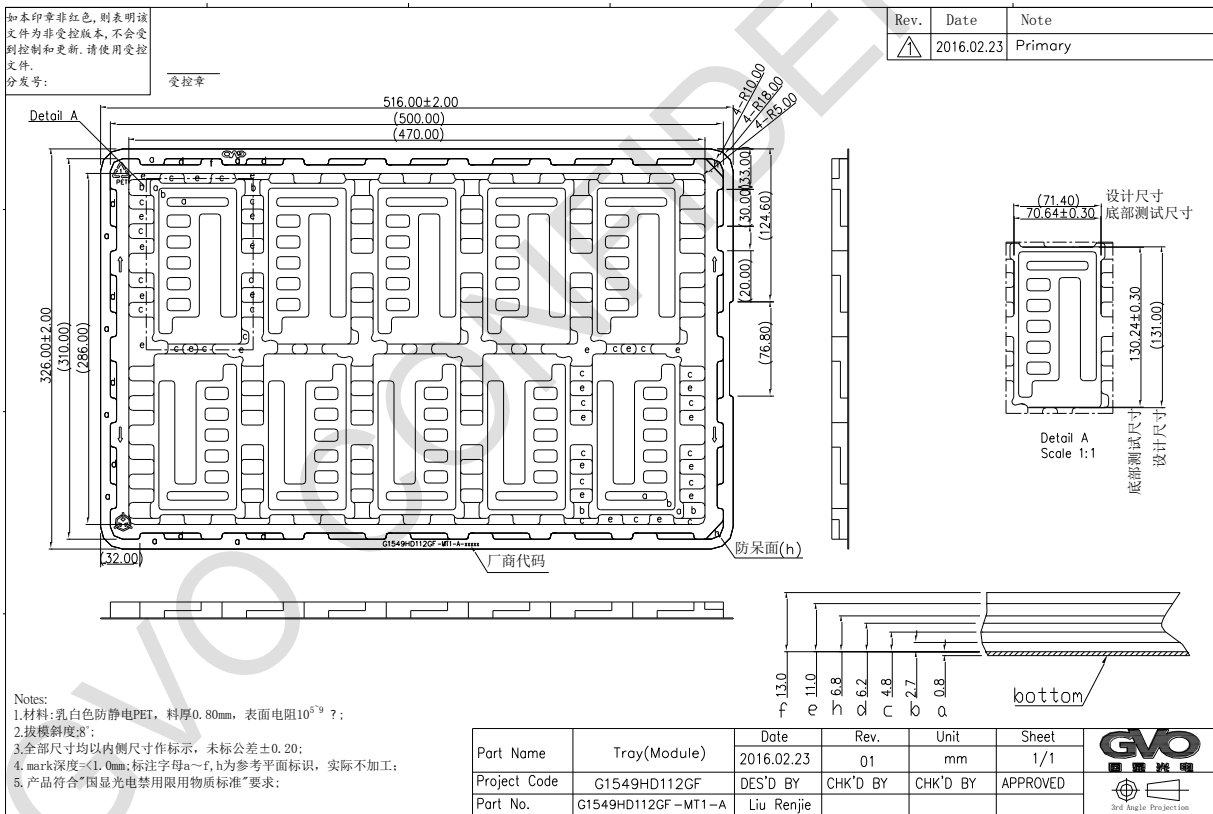 如本印章非红色,则表明该
文件为非受控版本,不会受
到控制和更新.请使用受控
文件.
分发号:
受控章
Rev. Date Note
1 2016.02.23 Primary
Detail A
516.00±2.00
(500.00)
(470.00)
4-R10.00
4-R18.00
4-R5.00
326.00±2.00
(310.00)
(286.00)
(33.00)
(30.00)
(124.60)
(20.00)
(76.80)
(32.00)
PET
G1549HD112GF-MT1-A-xxxxx
厂商代码
防呆面(h)
(71.40) 设计尺寸
70.64±0.30 底部测试尺寸
130.24±0.30
(131.00)
底部测试尺寸
设计尺寸
Detail A
Scale 1:1
13.0 11.0 6.8 6.2 4.8 2.7 0.8
f e h d c b a
bottom
Notes:
1.材料:乳白色防静电PET，料厚0.80mm，表面电阻10^5~9 ？;
2.拔模斜度:8°;
3.全部尺寸均以内侧尺寸作标示，未标公差±0.20;
4.mark深度=<1.0mm;标注字母a～f,h为参考平面标识，实际不加工;
5.产品符合"国显光电禁用限用物质标准"要求;
Part Name Tray(Module) Date Rev. Unit Sheet
2016.02.23 01 mm 1/1
Project Code G1549HD112GF DES'D BY CHK'D BY CHK'D BY APPROVED
Part No. G1549HD112GF-MT1-A Liu Renjie
GVO
国显光电
3rd Angle Projection
GVO CONFIDEN